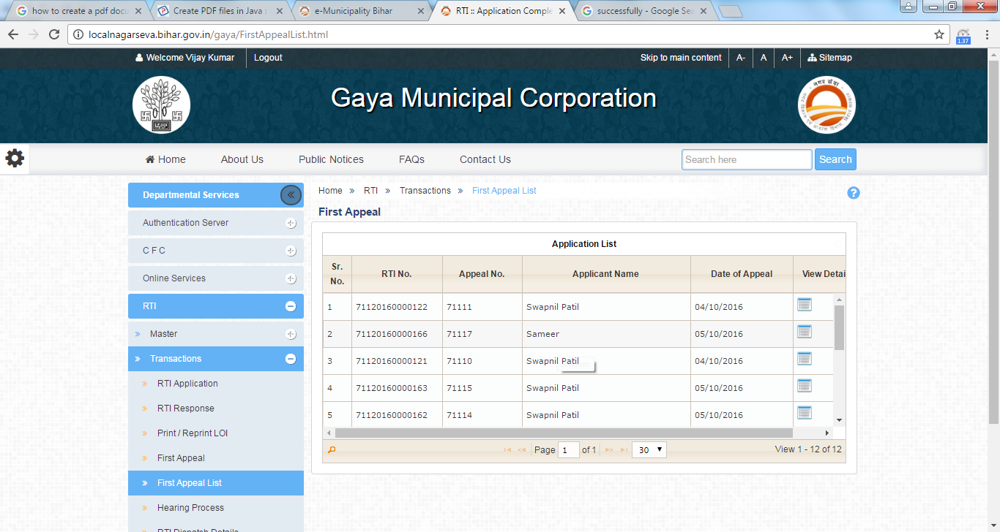 how to create a pdf docu
Create PDF files in Java
e-Municipality Bihar
RTI :: Application Comple
successfully - Google Sea
localnagarseva.bihar.gov.in/gaya/FirstAppealList.html
1.37
Welcome Vijay Kumar
Logout
Skip to main content
A-
A
A+
Sitemap
Gaya Municipal Corporation
नगर सेवा
Home
About Us
Public Notices
FAQs
Contact Us
Search here
Search
Departmental Services
Authentication Server
C F C
Online Services
RTI
Master
Transactions
RTI Application
RTI Response
Print / Reprint LOI
First Appeal
First Appeal List
Hearing Process
RTI Dispatch Details
Home » RTI » Transactions » First Appeal List
?
First Appeal
Application List
Sr. No. RTI No. Appeal No. Applicant Name Date of Appeal View Detai
1 71120160000122 71111 Swapnil Patil 04/10/2016
2 71120160000166 71117 Sameer 05/10/2016
3 71120160000121 71110 Swapnil Patil 04/10/2016
4 71120160000163 71115 Swapnil Patil 05/10/2016
5 71120160000162 71114 Swapnil Patil 05/10/2016
Page 1 of 1 30 View 1 - 12 of 12